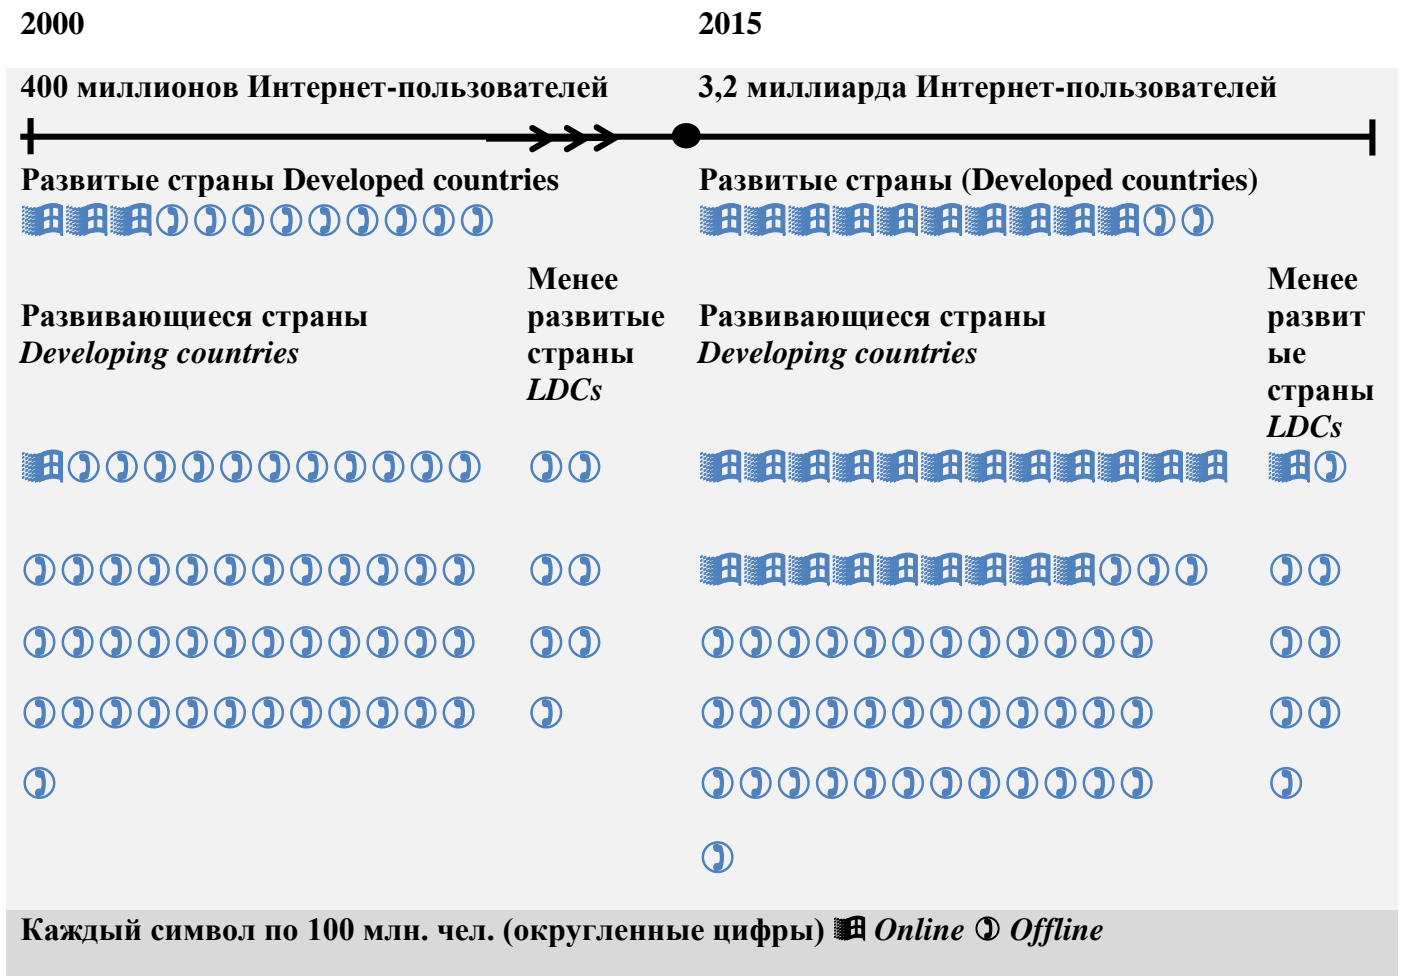 2000
2015
400 миллионов Интернет-пользователей
3,2 миллиарда Интернет-пользователей
Развитые страны Developed countries
Развитые страны (Developed countries)
Развивающиеся страны
Developing countries
Менее
развитые
страны
LDCs
Развивающиеся страны
Developing countries
Менее
развит
ые
страны
LDCs
Каждый символ по 100 млн. чел. (округленные цифры) Online Offline